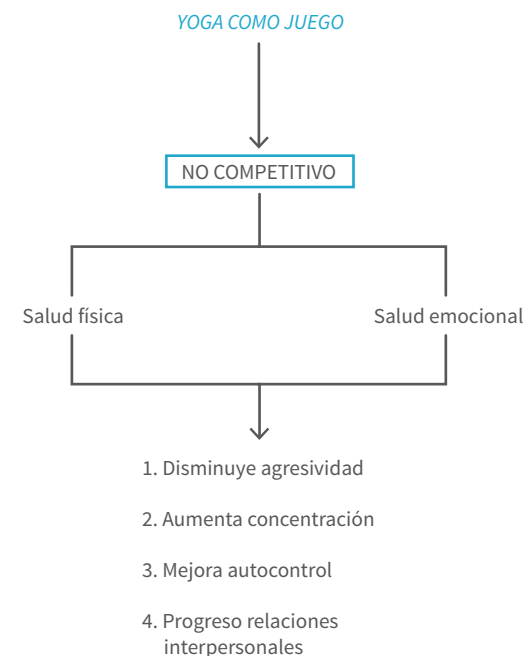 YOGA COMO JUEGO
NO COMPETITIVO
Salud física
Salud emocional
1. Disminuye agresividad
2. Aumenta concentración
3. Mejora autocontrol
4. Progreso relaciones
interpersonales